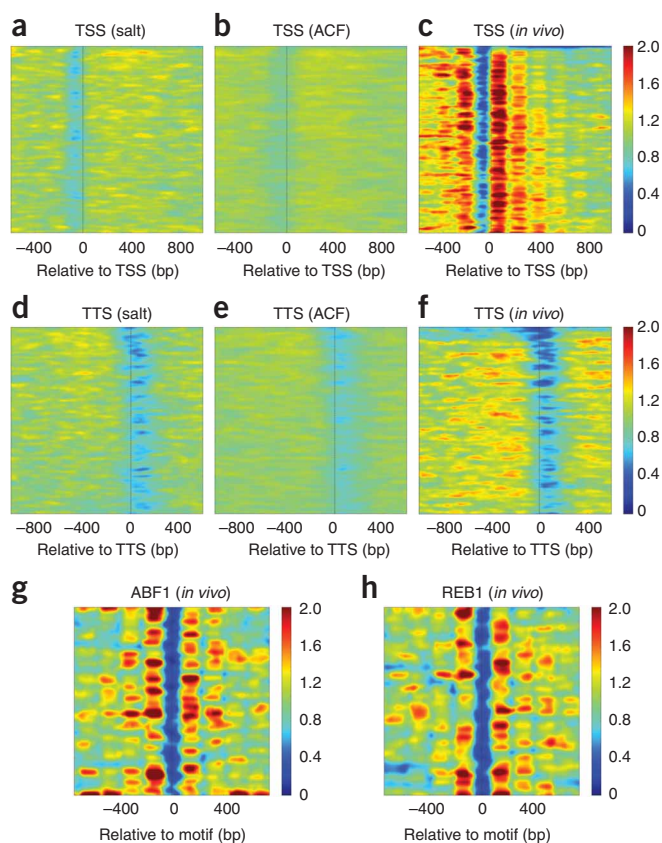 a TSS (salt)
b TSS (ACF)
c TSS (in vivo)
2.0
1.6
1.2
0.8
0.4
0
−400 0 400 800
−400 0 400 800
−400 0 400 800
Relative to TSS (bp)
Relative to TSS (bp)
Relative to TSS (bp)
d TTS (salt)
e TTS (ACF)
f TTS (in vivo)
2.0
1.6
1.2
0.8
0.4
0
−800 −400 0 400
−800 −400 0 400
−800 −400 0 400
Relative to TTS (bp)
Relative to TTS (bp)
Relative to TTS (bp)
g ABF1 (in vivo)
2.0
1.6
1.2
0.8
0.4
0
−400 0 400
Relative to motif (bp)
h REB1 (in vivo)
2.0
1.6
1.2
0.8
0.4
0
−400 0 400
Relative to motif (bp)